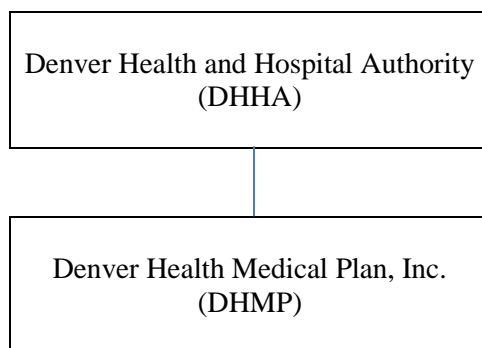 Denver Health and Hospital Authority
(DHHA)
Denver Health Medical Plan, Inc.
(DHMP)